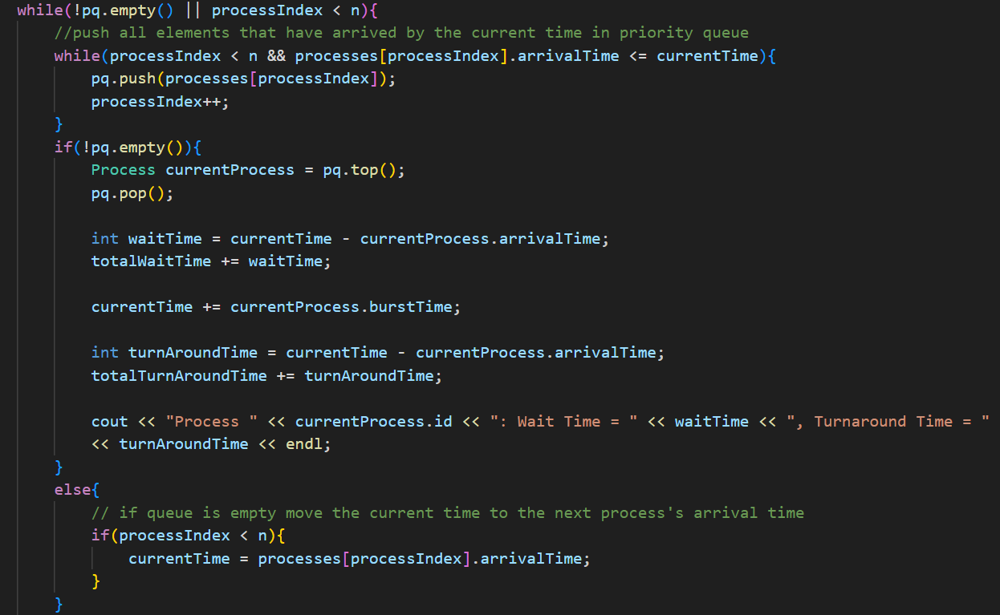 while(!pq.empty() || processIndex < n){
//push all elements that have arrived by the current time in priority queue
while(processIndex < n && processes[processIndex].arrivalTime <= currentTime){
pq.push(processes[processIndex]);
processIndex++;
}
if(!pq.empty()){
Process currentProcess = pq.top();
pq.pop();
int waitTime = currentTime - currentProcess.arrivalTime;
totalWaitTime += waitTime;
currentTime += currentProcess.burstTime;
int turnAroundTime = currentTime - currentProcess.arrivalTime;
totalTurnAroundTime += turnAroundTime;
cout << "Process " << currentProcess.id << ": Wait Time = " << waitTime << ", Turnaround Time = "
<< turnAroundTime << endl;
}
else{
// if queue is empty move the current time to the next process's arrival time
if(processIndex < n){
currentTime = processes[processIndex].arrivalTime;
}
}